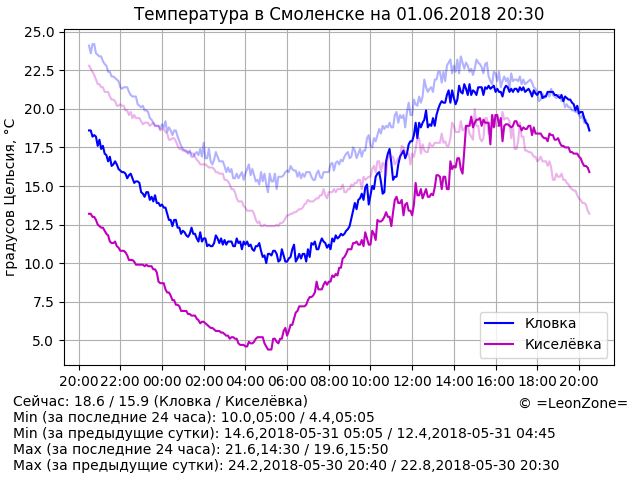 Температура в Смоленске на 01.06.2018 20:30
градусов Цельсия, °C
25.0
22.5
20.0
17.5
15.0
12.5
10.0
7.5
5.0
Кловка
Киселёвка
20:00 22:00 00:00 02:00 04:00 06:00 08:00 10:00 12:00 14:00 16:00 18:00 20:00
Сейчас: 18.6 / 15.9 (Кловка / Киселёвка)
© =LeonZone=
Min (за последние 24 часа): 10.0,05:00 / 4.4,05:05
Min (за предыдущие сутки): 14.6,2018-05-31 05:05 / 12.4,2018-05-31 04:45
Max (за последние 24 часа): 21.6,14:30 / 19.6,15:50
Max (за предыдущие сутки): 24.2,2018-05-30 20:40 / 22.8,2018-05-30 20:30